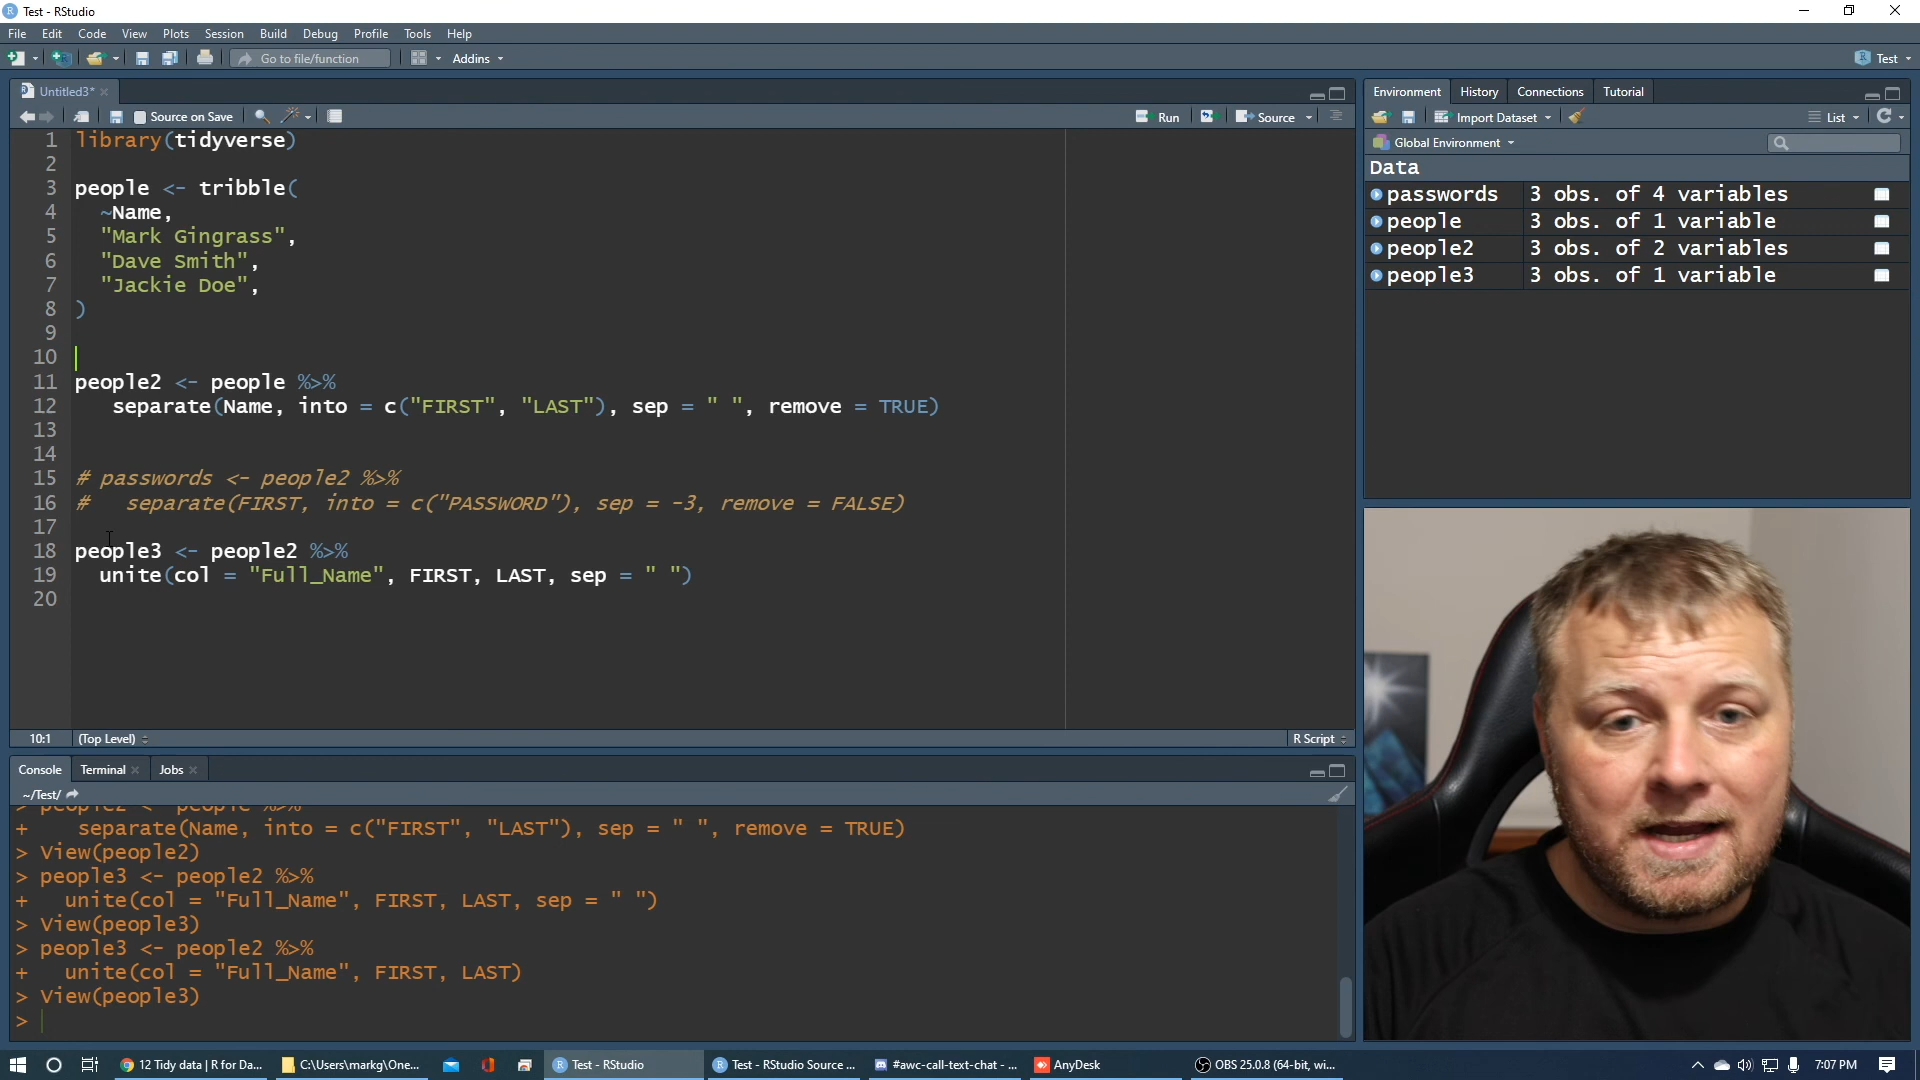 Test - RStudio
File Edit Code View Plots Session Build Debug Profile Tools Help
Go to file/function Addins Test
Untitled3*
Source on Save Run Source
1 library(tidyverse)
2
3 people <- tribble(
4 ~Name,
5 "Mark Gingrass",
6 "Dave Smith",
7 "Jackie Doe",
8 )
9
10
11 people2 <- people %>%
12 separate(Name, into = c("FIRST", "LAST"), sep = " ", remove = TRUE)
13
14
15 # passwords <- people2 %>%
16 # separate(FIRST, into = c("PASSWORD"), sep = -3, remove = FALSE)
17
18 people3 <- people2 %>%
19 unite(col = "Full_Name", FIRST, LAST, sep = " ")
20
10:1 (Top Level) R Script
Console Terminal Jobs
~/Test/
> people2 <- people %>%
+ separate(Name, into = c("FIRST", "LAST"), sep = " ", remove = TRUE)
> View(people2)
> people3 <- people2 %>%
+ unite(col = "Full_Name", FIRST, LAST, sep = " ")
> View(people3)
> people3 <- people2 %>%
+ unite(col = "Full_Name", FIRST, LAST)
> View(people3)
>
Environment History Connections Tutorial
Import Dataset List
Global Environment
Data
passwords 3 obs. of 4 variables
people 3 obs. of 1 variable
people2 3 obs. of 2 variables
people3 3 obs. of 1 variable
12 Tidy data | R for Da... C:\Users\markg\One... Test - RStudio Test - RStudio Source ... #awc-call-text-chat - ... AnyDesk OBS 25.0.8 (64-bit, wi... 7:07 PM